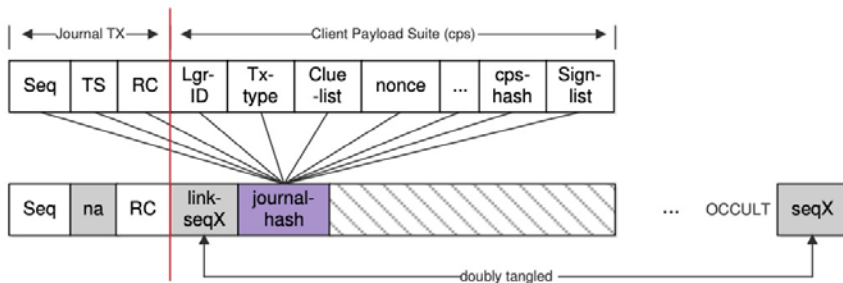 Journal TX Client Payload Suite (cps)
Seq TS RC Lgr-ID Tx-type Clue-list nonce ... cps-hash Sign-list
Seq na RC link-seqX journal-hash ... OCCULT seqX
doubly tangled